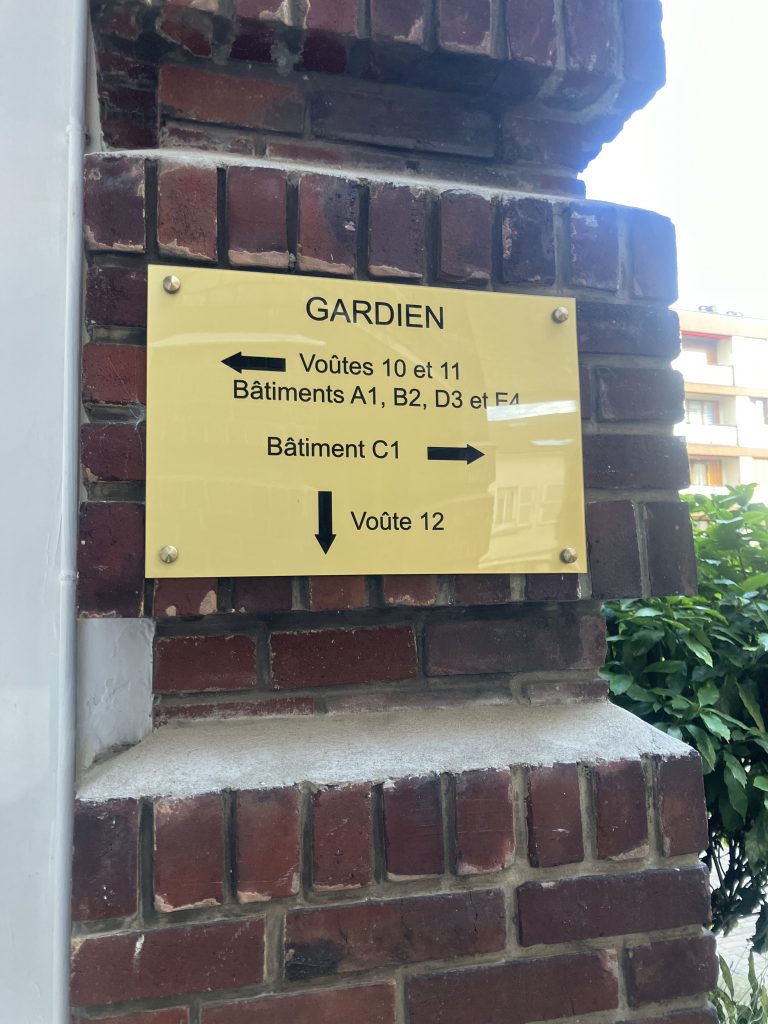 GARDIEN
← Voûtes 10 et 11
Bâtiments A1, B2, D3 et E4
Bâtiment C1 →
↓ Voûte 12